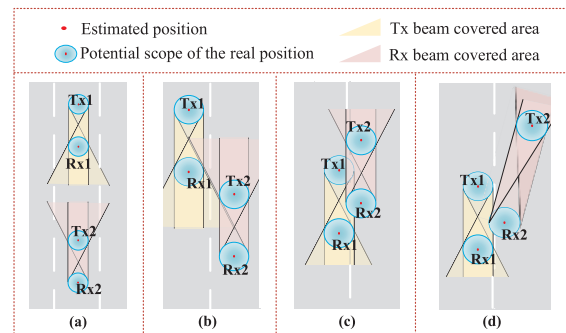 Estimated position
Tx beam covered area
Potential scope of the real position
Rx beam covered area
Tx1
Rx1
Tx2
Rx2
(a)
Tx1
Rx1
Tx2
Rx2
(b)
Tx2
Tx1
Rx2
Rx1
(c)
Tx2
Tx1
Rx2
Rx1
(d)